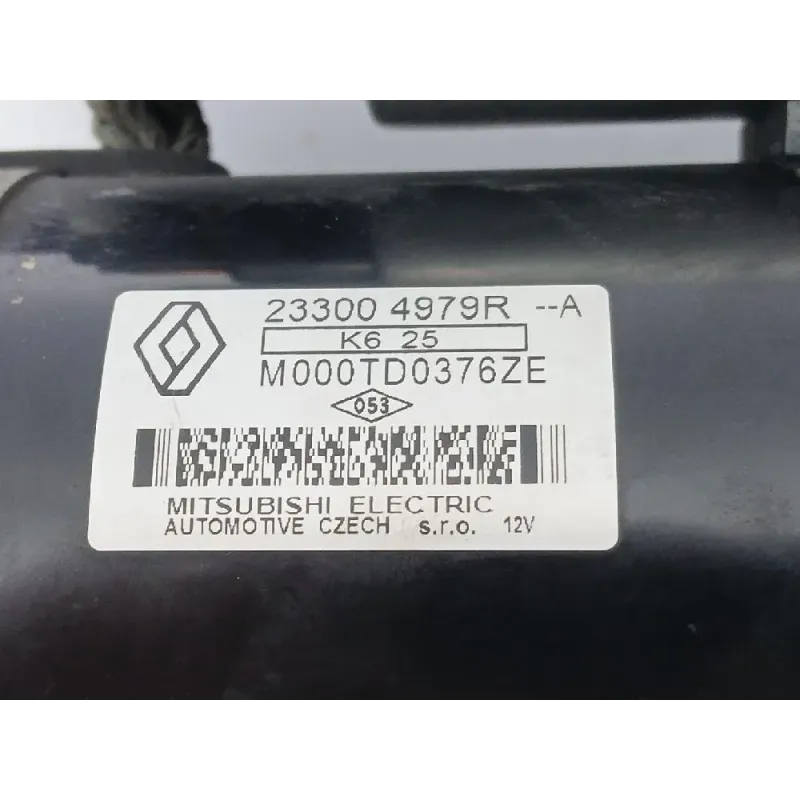 23300 4979R --A
K6 25
M000TD0376ZE
053
MITSUBISHI ELECTRIC
AUTOMOTIVE CZECH s.r.o. 12V